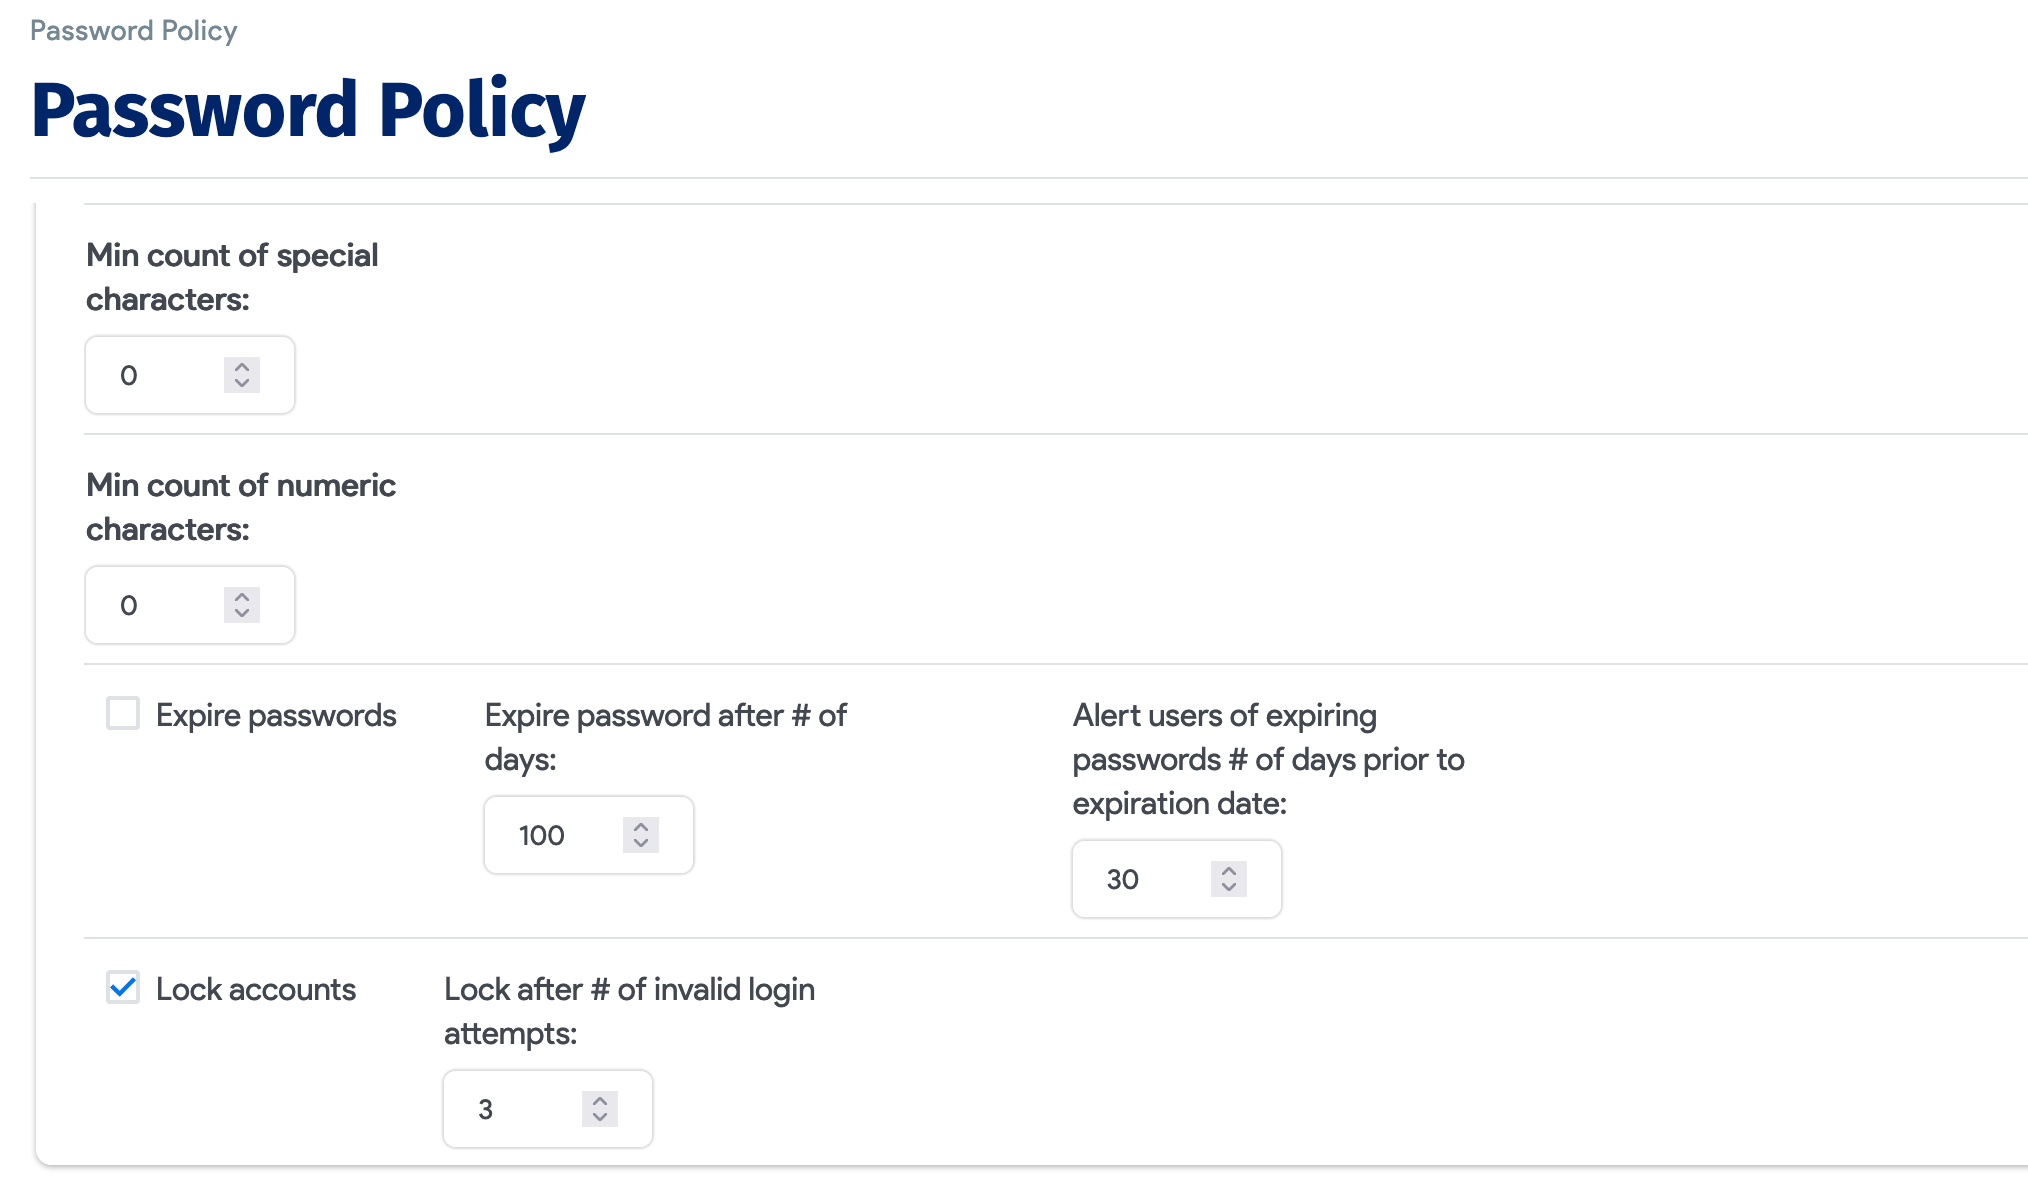 Password Policy
Password Policy
Min count of special
characters:
0
Min count of numeric
characters:
0
Expire passwords
Expire password after # of
days:
100
Alert users of expiring
passwords # of days prior to
expiration date:
30
Lock accounts
Lock after # of invalid login
attempts:
3